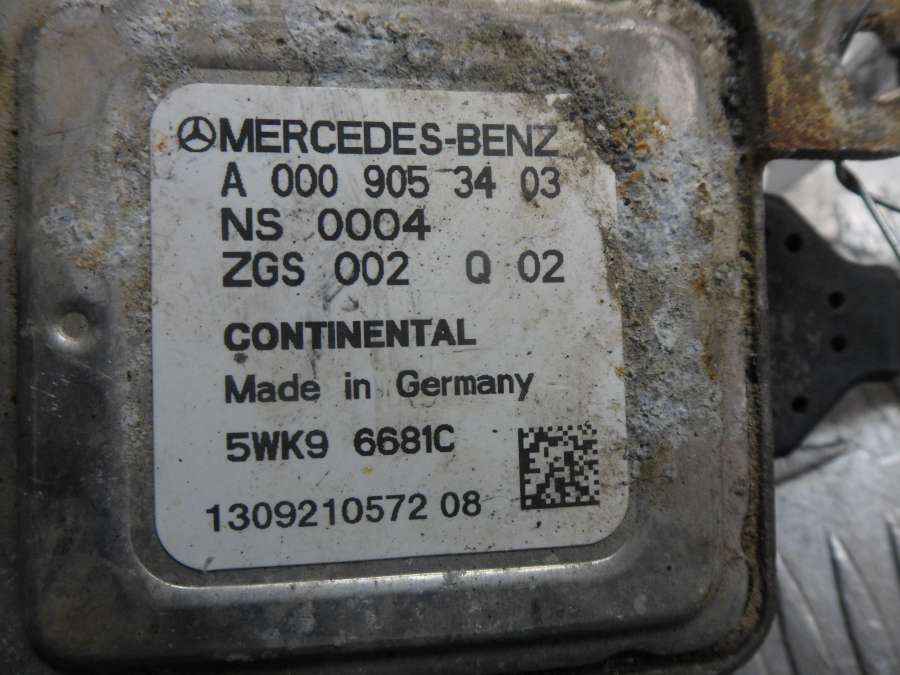 MERCEDES-BENZ
A 000 905 34 03
NS 0004
ZGS 002 Q 02
CONTINENTAL
Made in Germany
5WK9 6681C
1309210572 08